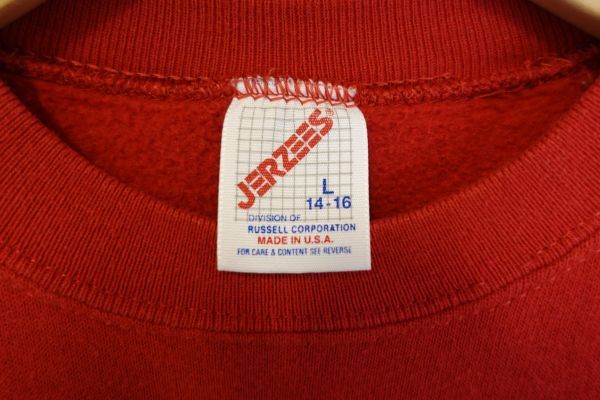 JERZEES®
L
14-16
DIVISION OF
RUSSELL CORPORATION
MADE IN U.S.A.
FOR CARE & CONTENT SEE REVERSE